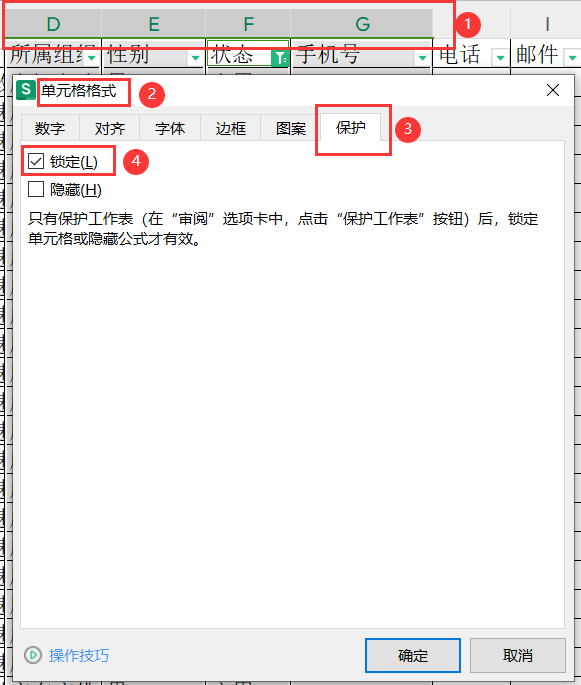 D E F G I
1
所属组织 性别 状态 手机号 电话 邮件
S 单元格格式 2
数字 对齐 字体 边框 图案 保护 3
锁定(L) 4
隐藏(H)
只有保护工作表（在“审阅”选项卡中，点击“保护工作表”按钮）后，锁定
单元格或隐藏公式才有效。
操作技巧 确定 取消